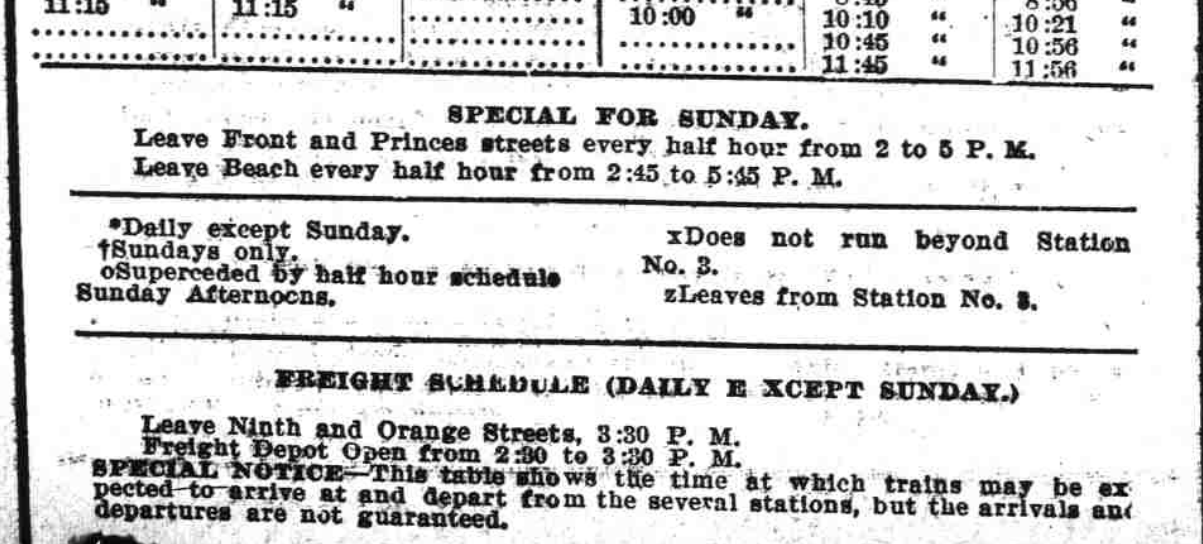 11:15 " 11:15 " 10:00 " 10:10 " 10:21 "
10:45 " 10:56 "
11:45 " 11:56 "
SPECIAL FOR SUNDAY.
Leave Front and Princes streets every half hour from 2 to 5 P. M.
Leave Beach every half hour from 2:45 to 5:45 P. M.
*Daily except Sunday.
†Sundays only.
oSuperceded by half hour schedule
Sunday Afternoons.
xDoes not run beyond Station
No. 3.
zLeaves from Station No. 3.
FREIGHT SCHEDULE (DAILY E XCEPT SUNDAY.)
Leave Ninth and Orange Streets, 3:30 P. M.
Freight Depot Open from 2:30 to 3:30 P. M.
SPECIAL NOTICE—This table shows the time at which trains may be ex-
pected to arrive at and depart from the several stations, but the arrivals and
departures are not guaranteed.